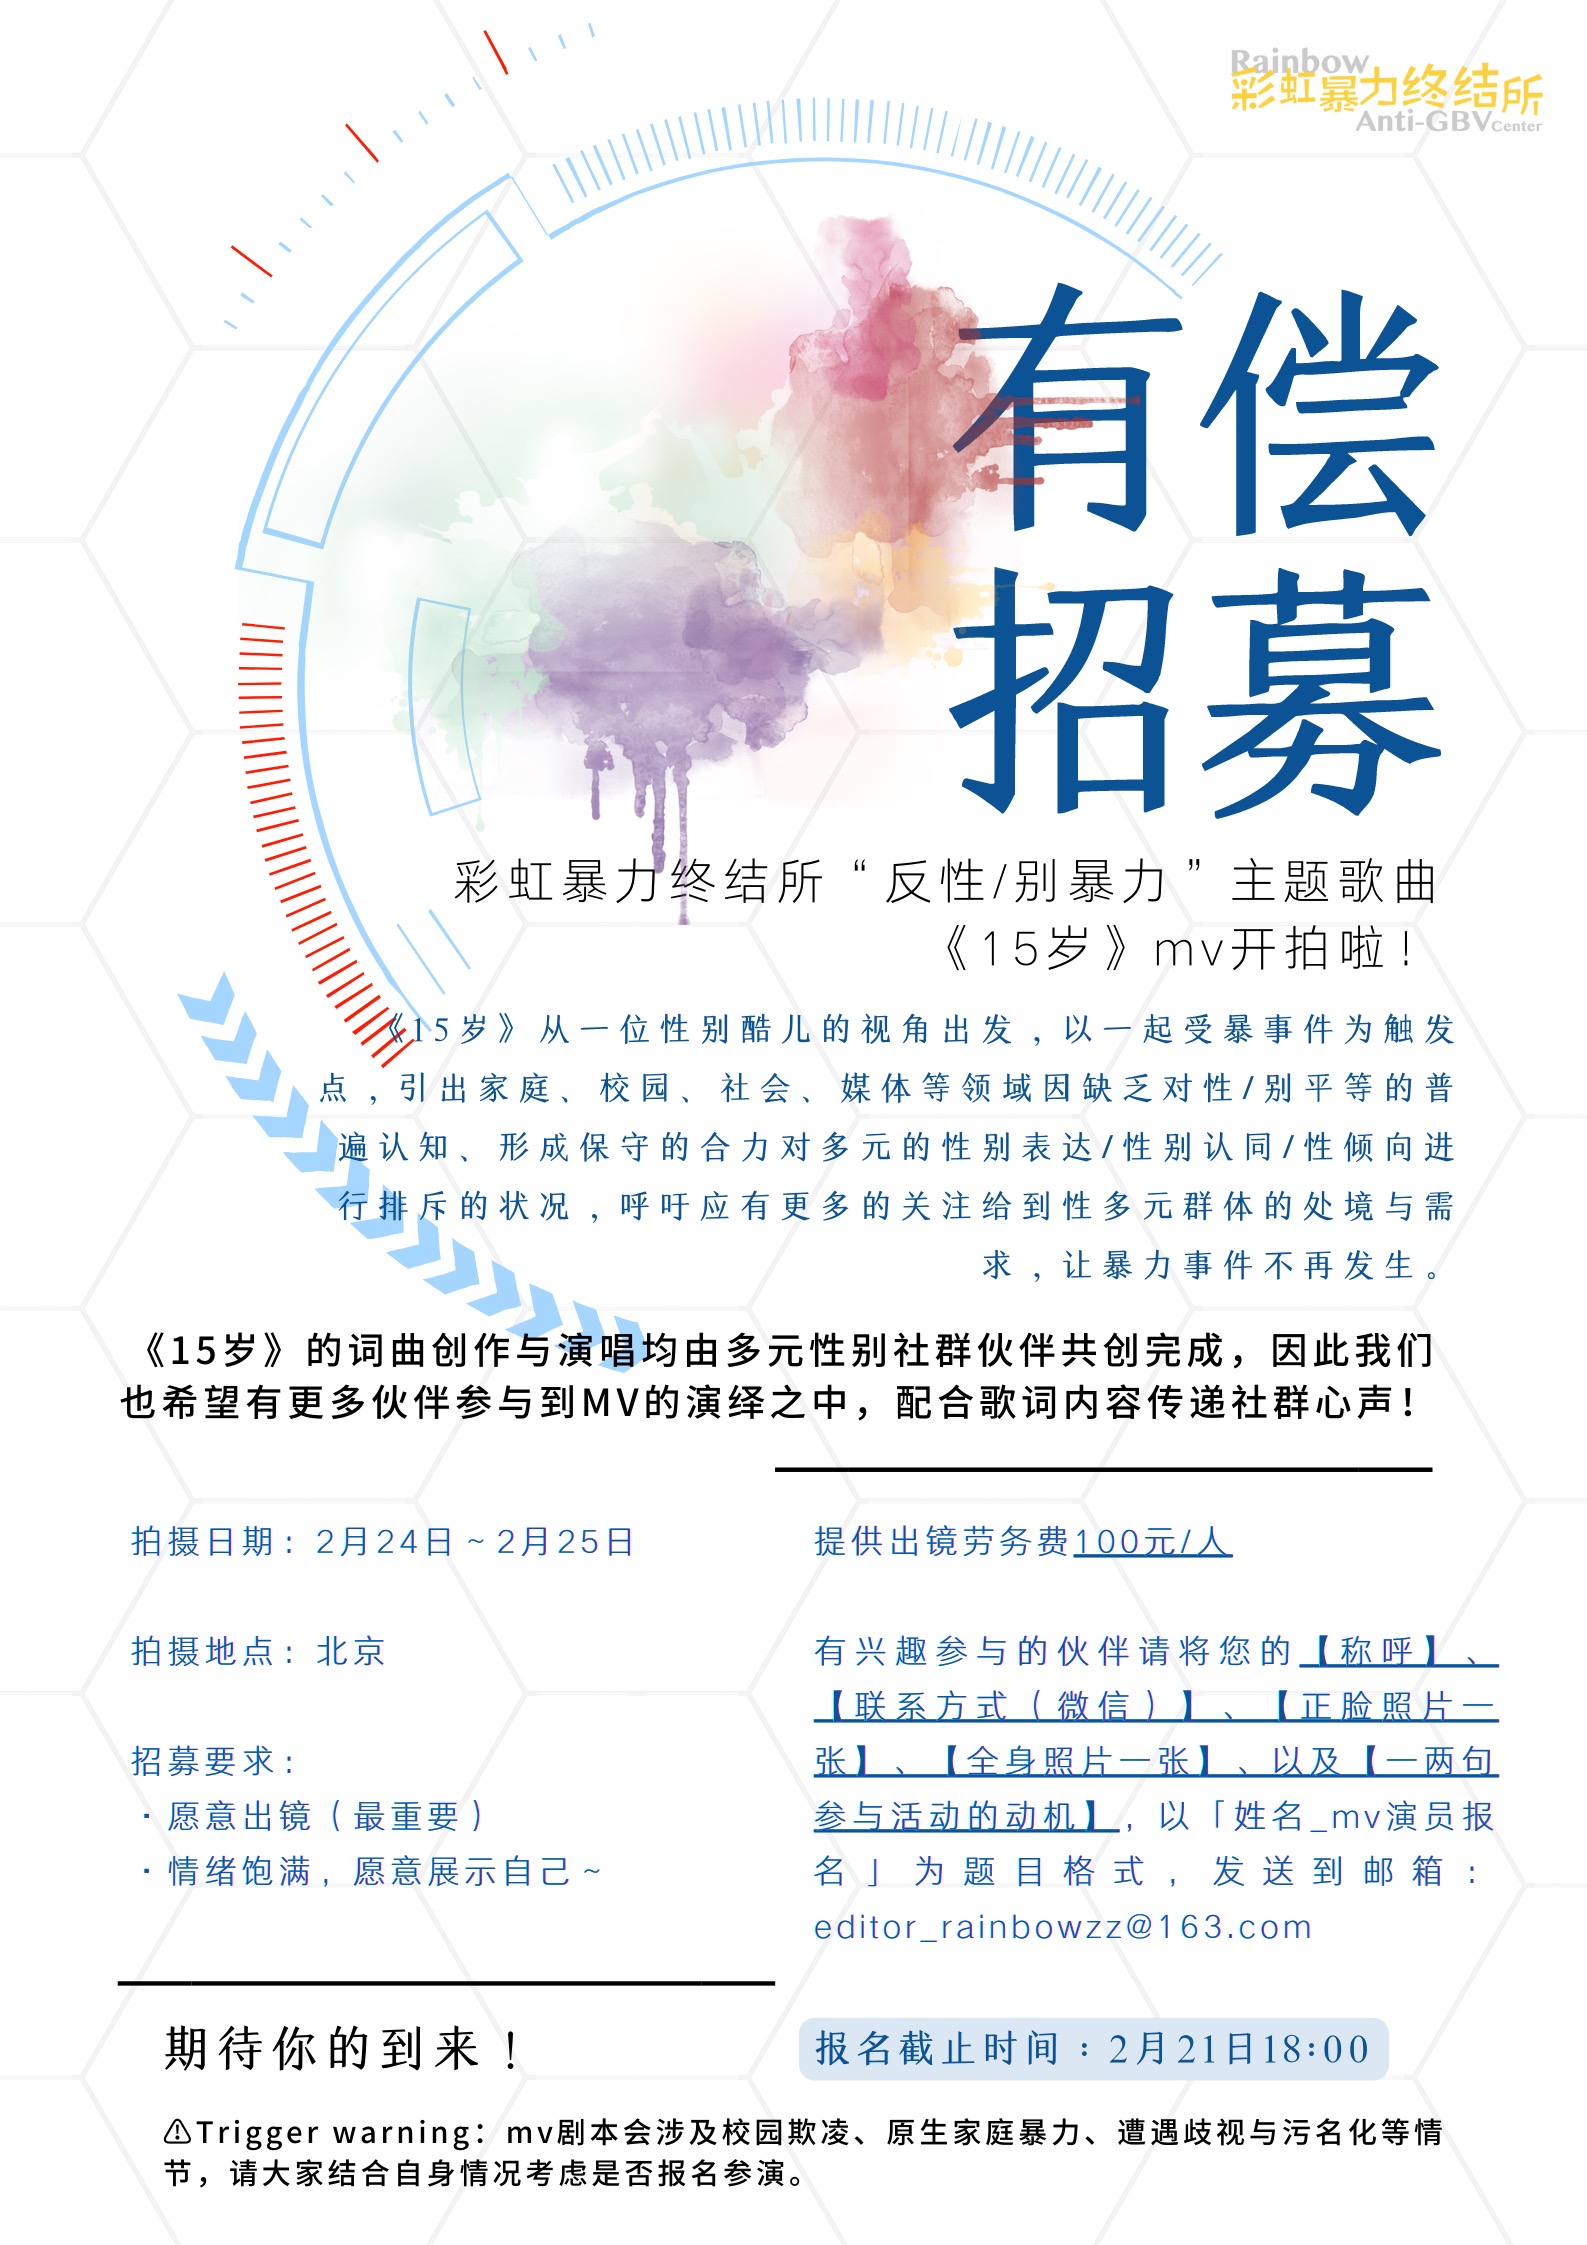 Rainbow
彩虹暴力终结所
Anti-GBVCenter
有偿
招募
彩虹暴力终结所“反性/别暴力”主题歌曲
《15岁》mv开拍啦！
《15岁》从一位性别酷儿的视角出发，以一起受暴事件为触发
点，引出家庭、校园、社会、媒体等领域因缺乏对性/别平等的普
遍认知、形成保守的合力对多元的性别表达/性别认同/性倾向进
行排斥的状况，呼吁应有更多的关注给到性多元群体的处境与需
求，让暴力事件不再发生。
《15岁》的词曲创作与演唱均由多元性别社群伙伴共创完成，因此我们
也希望有更多伙伴参与到MV的演绎之中，配合歌词内容传递社群心声！
拍摄日期：2月24日~2月25日
拍摄地点：北京
招募要求：
·愿意出镜（最重要）
·情绪饱满，愿意展示自己~
提供出镜劳务费100元/人
有兴趣参与的伙伴请将您的【称呼】、
【联系方式（微信）】、【正脸照片一
张】、【全身照片一张】、以及【一两句
参与活动的动机】，以「姓名_mv演员报
名」为题目格式，发送到邮箱：
editor_rainbowzz@163.com
期待你的到来！
报名截止时间：2月21日18:00
⚠Trigger warning：mv剧本会涉及校园欺凌、原生家庭暴力、遭遇歧视与污名化等情
节，请大家结合自身情况考虑是否报名参演。